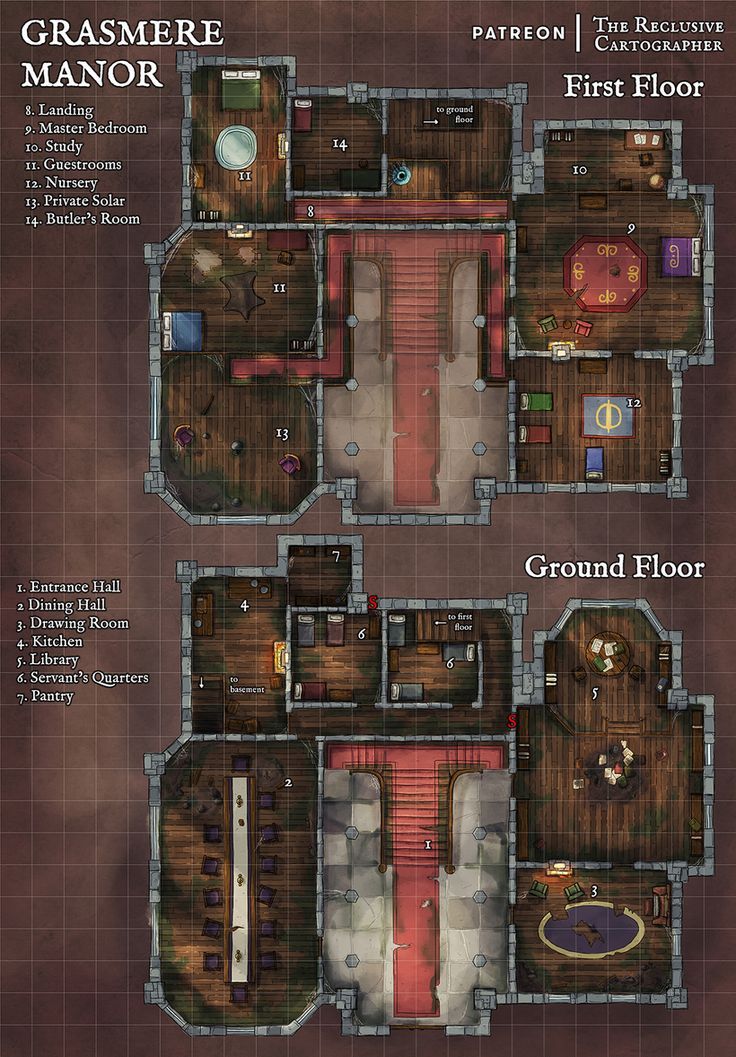 GRASMERE
MANOR
PATREON
The Reclusive
Cartographer
First Floor
8. Landing
9. Master Bedroom
10. Study
11. Guestrooms
12. Nursery
13. Private Solar
14. Butler's Room
to ground
floor
14
10
11
8
9
11
12
13
Ground Floor
1. Entrance Hall
2 Dining Hall
3. Drawing Room
4. Kitchen
5. Library
6. Servant's Quarters
7. Pantry
7
S
4
to first
floor
6
6
to
basement
5
S
2
1
3